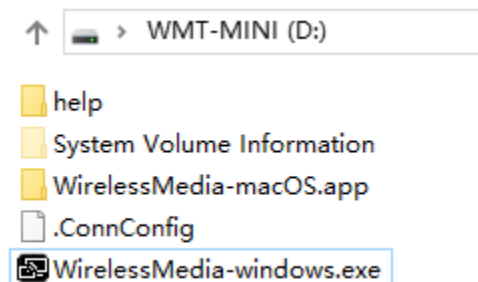 WMT-MINI (D:)
help
System Volume Information
WirelessMedia-macOS.app
.ConnConfig
WirelessMedia-windows.exe